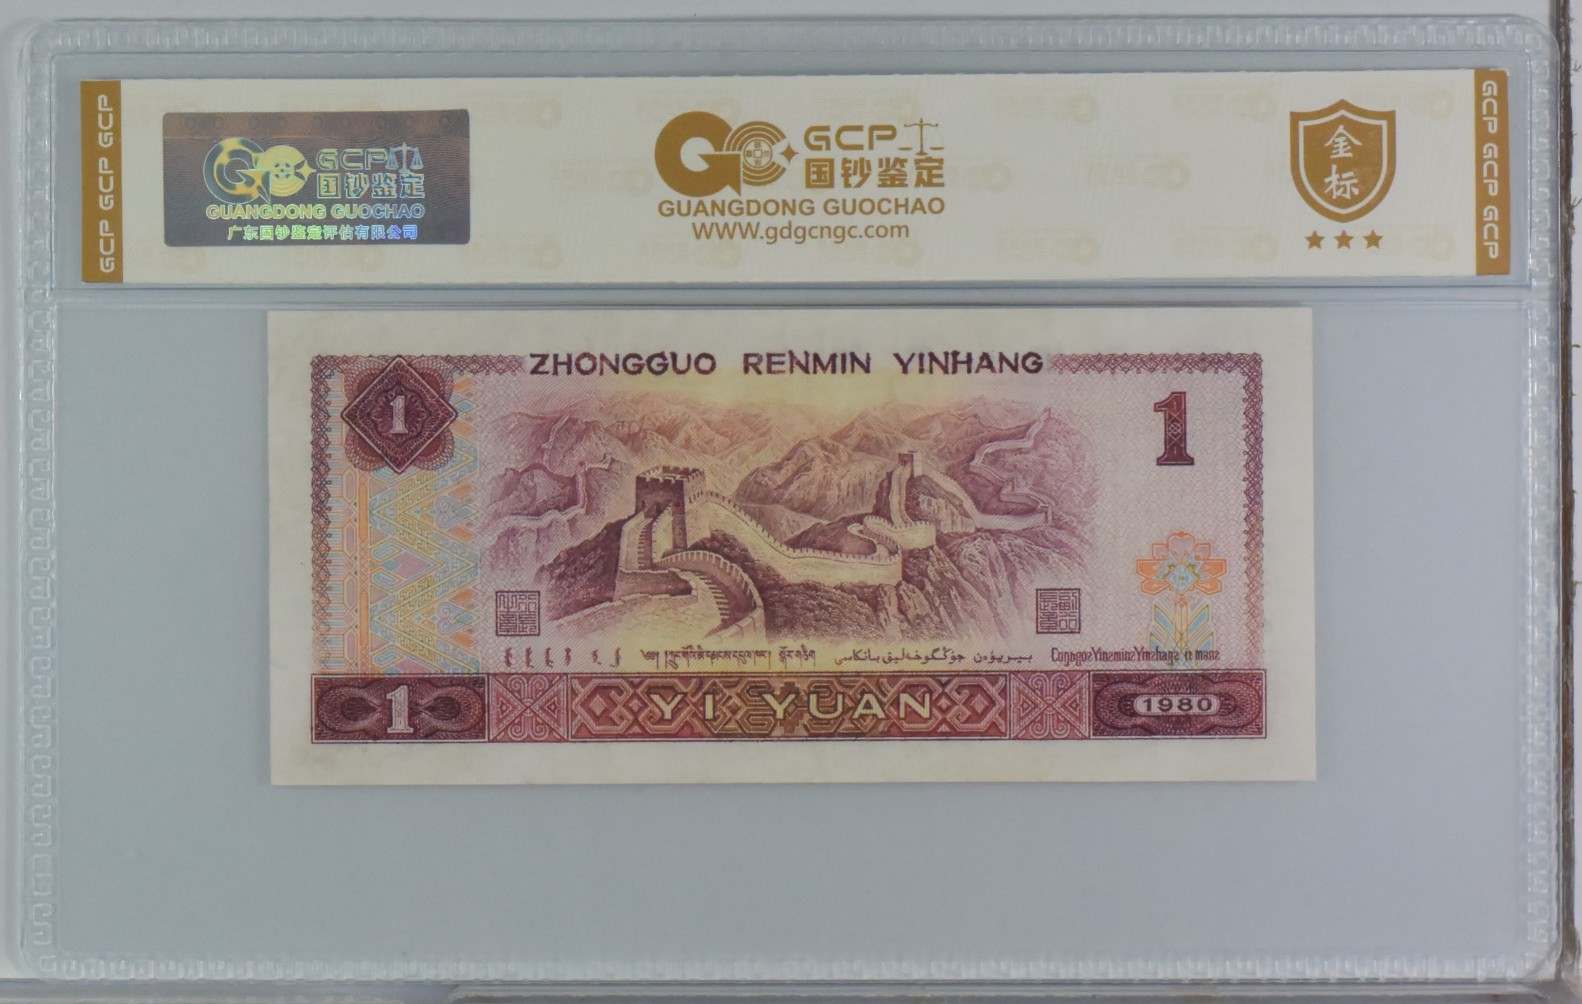 GCP GCP GCP
GCP
国钞鉴定
GUANGDONG GUOCHAO
广东国钞鉴定评估有限公司
GCP
国钞鉴定
GUANGDONG GUOCHAO
WWW.gdgcngc.com
金标
GCP GCP GCP
ZHONGGUO RENMIN YINHANG
1
1
1
YI YUAN
1980